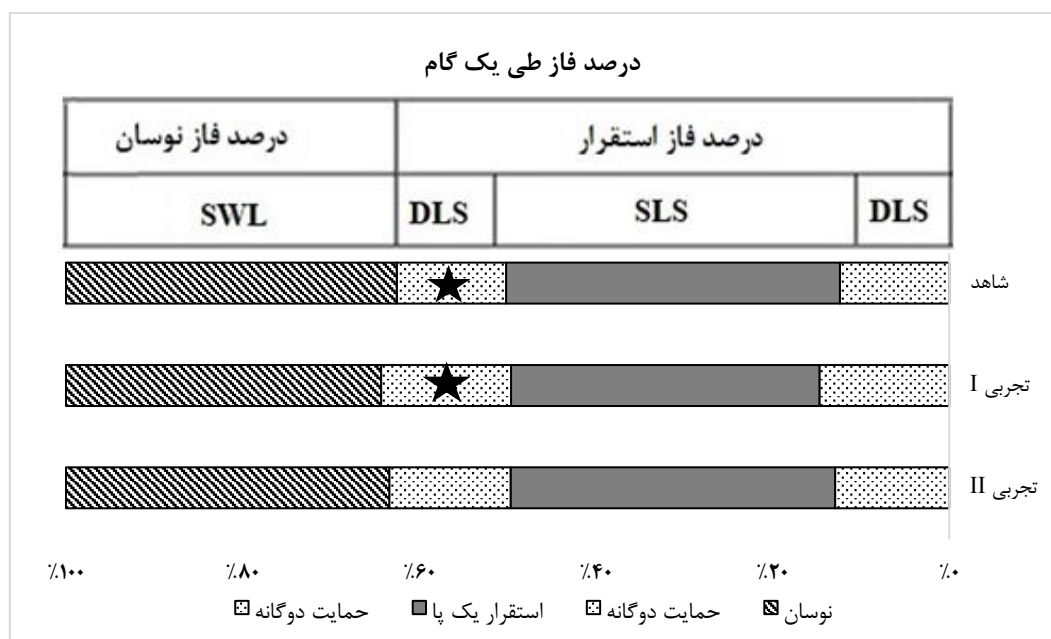 درصد فاز طی یک گام
درصد فاز استقرار درصد فاز نوسان
DLS SLS DLS SWL
شاهد
تجربی I
تجربی II
٪۰ ٪۲۰ ٪۴۰ ٪۶۰ ٪۸۰ ٪۱۰۰
نوسان حمایت دوگانه استقرار یک پا حمایت دوگانه